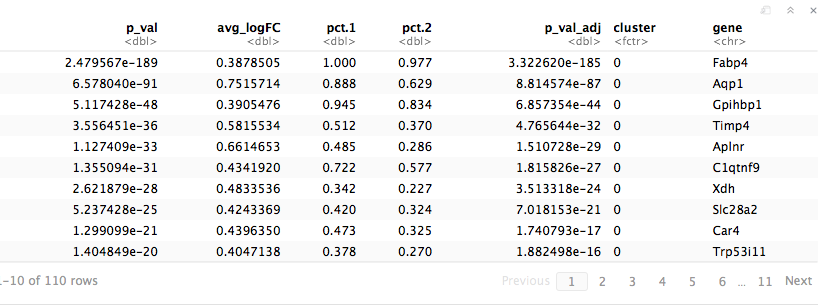 p_val avg_logFC pct.1 pct.2 p_val_adj cluster gene
<dbl> <dbl> <dbl> <dbl> <dbl> <fctr> <chr>
2.479567e-189 0.3878505 1.000 0.977 3.322620e-185 0 Fabp4
6.578040e-91 0.7515714 0.888 0.629 8.814574e-87 0 Aqp1
5.117428e-48 0.3905476 0.945 0.834 6.857354e-44 0 Gpihbp1
3.556451e-36 0.5815534 0.512 0.370 4.765644e-32 0 Timp4
1.127409e-33 0.6614653 0.485 0.286 1.510728e-29 0 Aplnr
1.355094e-31 0.4341920 0.722 0.577 1.815826e-27 0 C1qtnf9
2.621879e-28 0.4833536 0.342 0.227 3.513318e-24 0 Xdh
5.237428e-25 0.4243369 0.420 0.324 7.018153e-21 0 Slc28a2
1.299099e-21 0.4396350 0.473 0.325 1.740793e-17 0 Car4
1.404849e-20 0.4047138 0.378 0.270 1.882498e-16 0 Trp53i11
-10 of 110 rows Previous 1 2 3 4 5 6 ... 11 Next